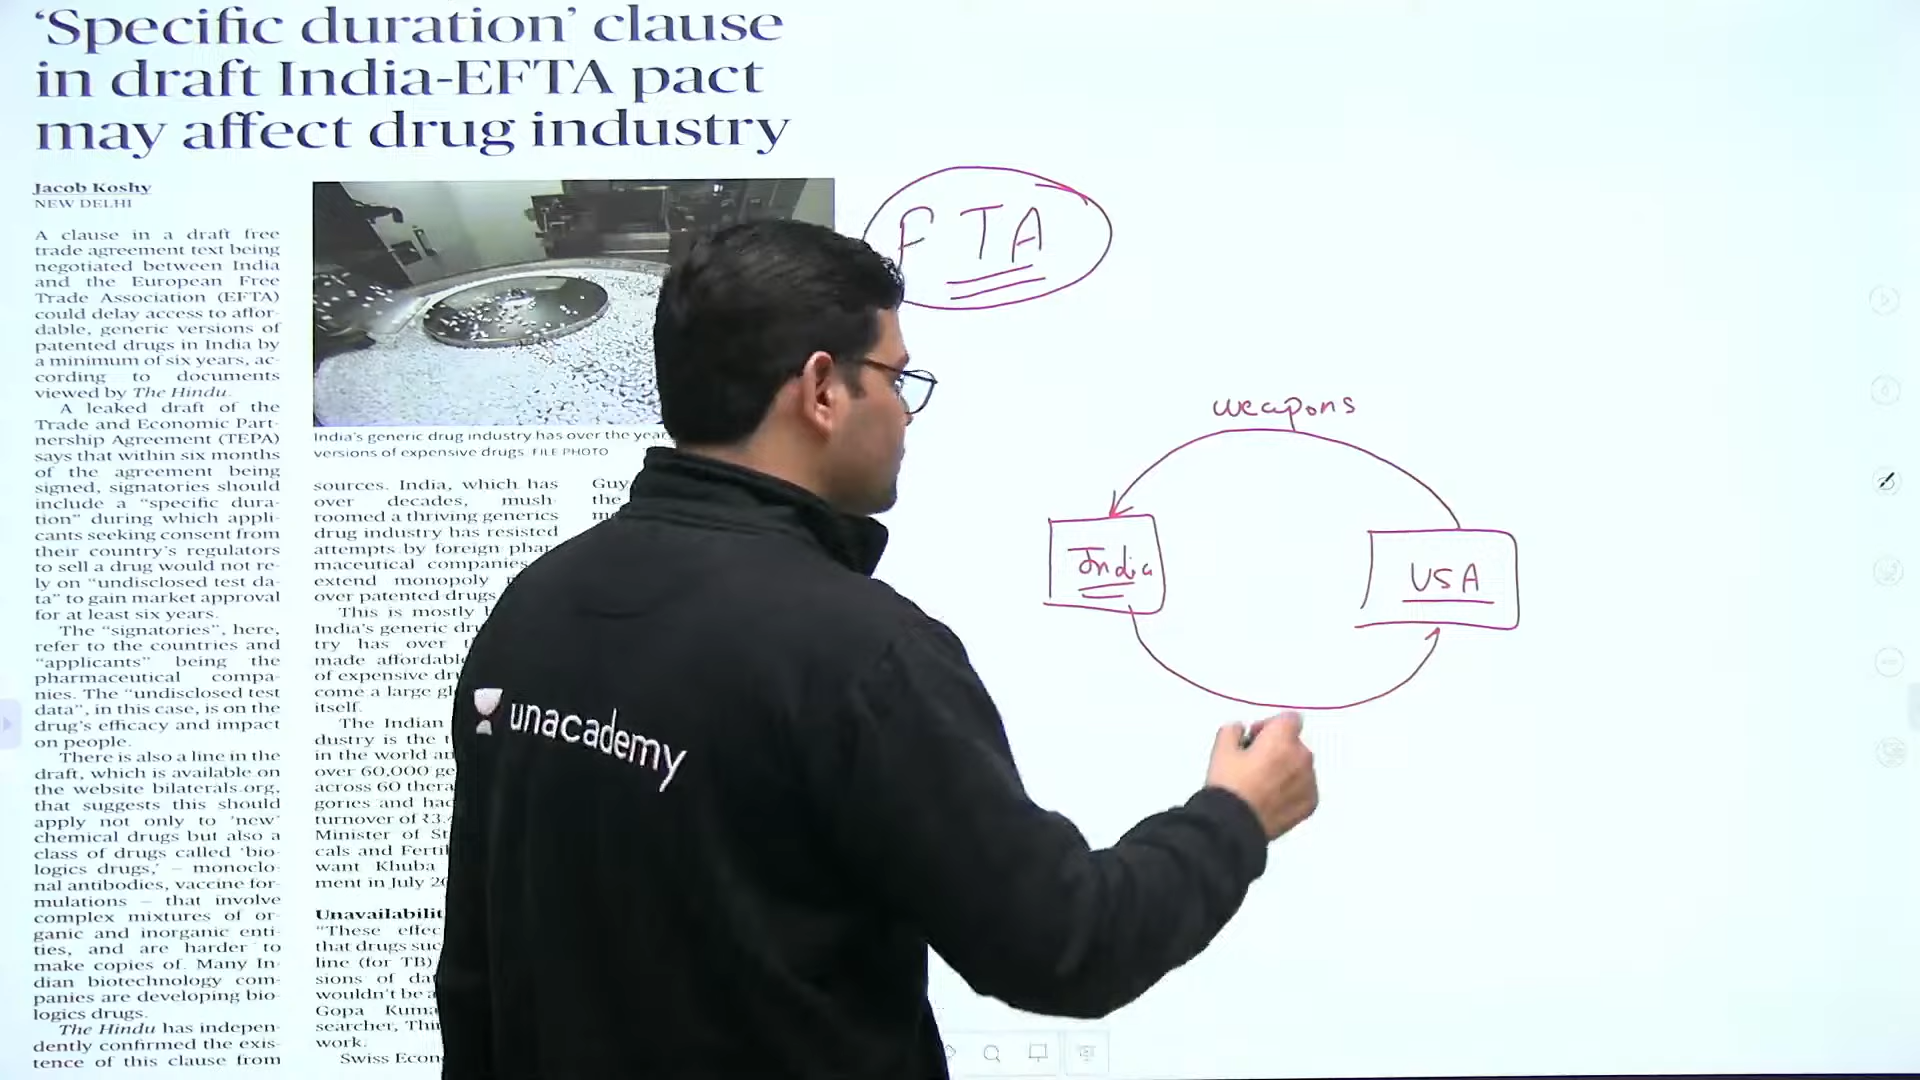 ‘Specific duration’ clause
in draft India-EFTA pact
may affect drug industry
Jacob Koshy
NEW DELHI
A clause in a draft free
trade agreement text being
negotiated between India
and the European Free
Trade Association (EFTA)
could delay access to affor-
dable, generic versions of
patented drugs in India by
a minimum of six years, ac-
cording to documents
viewed by The Hindu.
A leaked draft of the
Trade and Economic Part-
nership Agreement (TEPA)
says that within six months
of the agreement being
signed, signatories should
include a “specific dura-
tion” during which appli-
cants seeking consent from
their country’s regulators
to sell a drug would not re-
ly on “undisclosed test da-
ta” to gain market approval
for at least six years.
The “signatories”, here,
refer to the countries and
“applicants” being the
pharmaceutical compa-
nies. The “undisclosed test
data”, in this case, is on the
drug’s efficacy and impact
on people.
There is also a line in the
draft, which is available on
the website bilaterals.org,
that suggests this should
apply not only to ‘new’
chemical drugs but also a
class of drugs called ‘bio-
logics drugs,’ – monoclo-
nal antibodies, vaccine for-
mulations – that involve
complex mixtures of or-
ganic and inorganic enti-
ties, and are harder to
make copies of. Many In-
dian biotechnology com-
panies are developing bio-
logics drugs.
The Hindu has indepen-
dently confirmed the exis-
tence of this clause from
India’s generic drug industry has over the
versions of expensive drugs. FILE PHOTO
sources. India, which has
over decades, mush-
roomed a thriving generics
drug industry has resisted
attempts by foreign phar-
maceutical companies
extend monopoly
over patented drugs
This is mostly
India’s generic
try has over
made
of expensive
come a large
itself.
The Indian
dustry is the
in the world
over 60,000
across 60
gories and had
turnover of
Minister of
cals and
want Khuba
ment in July
Unavailabilit
“These
that drugs
line (for TB)
sions of
wouldn’t be a
Gopa
searcher,
work.
Swiss
Guy
the
FTA
weapons
India
USA
unacademy